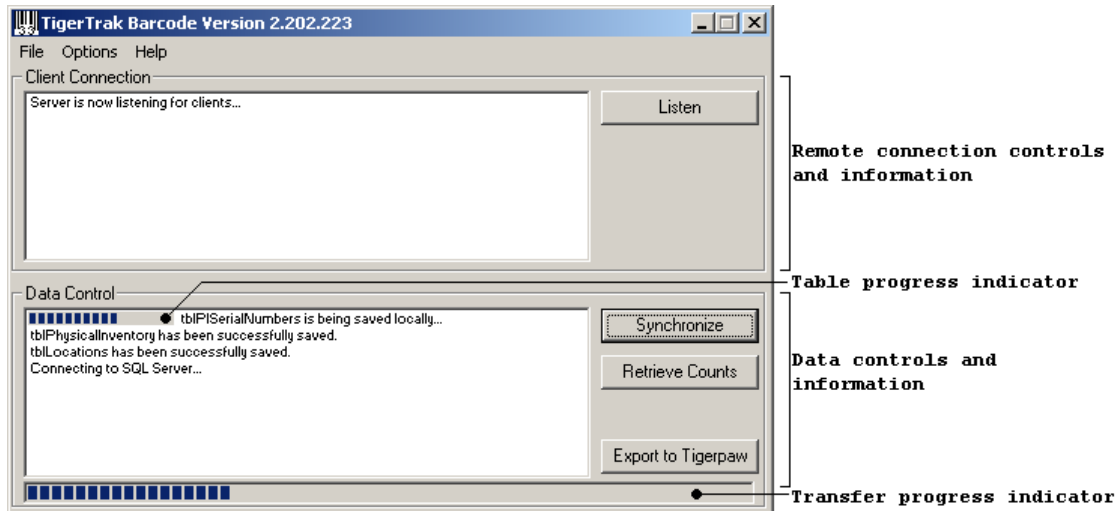 TigerTrak Barcode Version 2.202.223
File Options Help
Client Connection
Server is now listening for clients...
Listen
Remote connection controls
and information
Table progress indicator
Data Control
tblPISerialNumbers is being saved locally...
tblPhysicalInventory has been successfully saved.
tblLocations has been successfully saved.
Connecting to SQL Server...
Synchronize
Retrieve Counts
Export to Tigerpaw
Data controls and
information
Transfer progress indicator